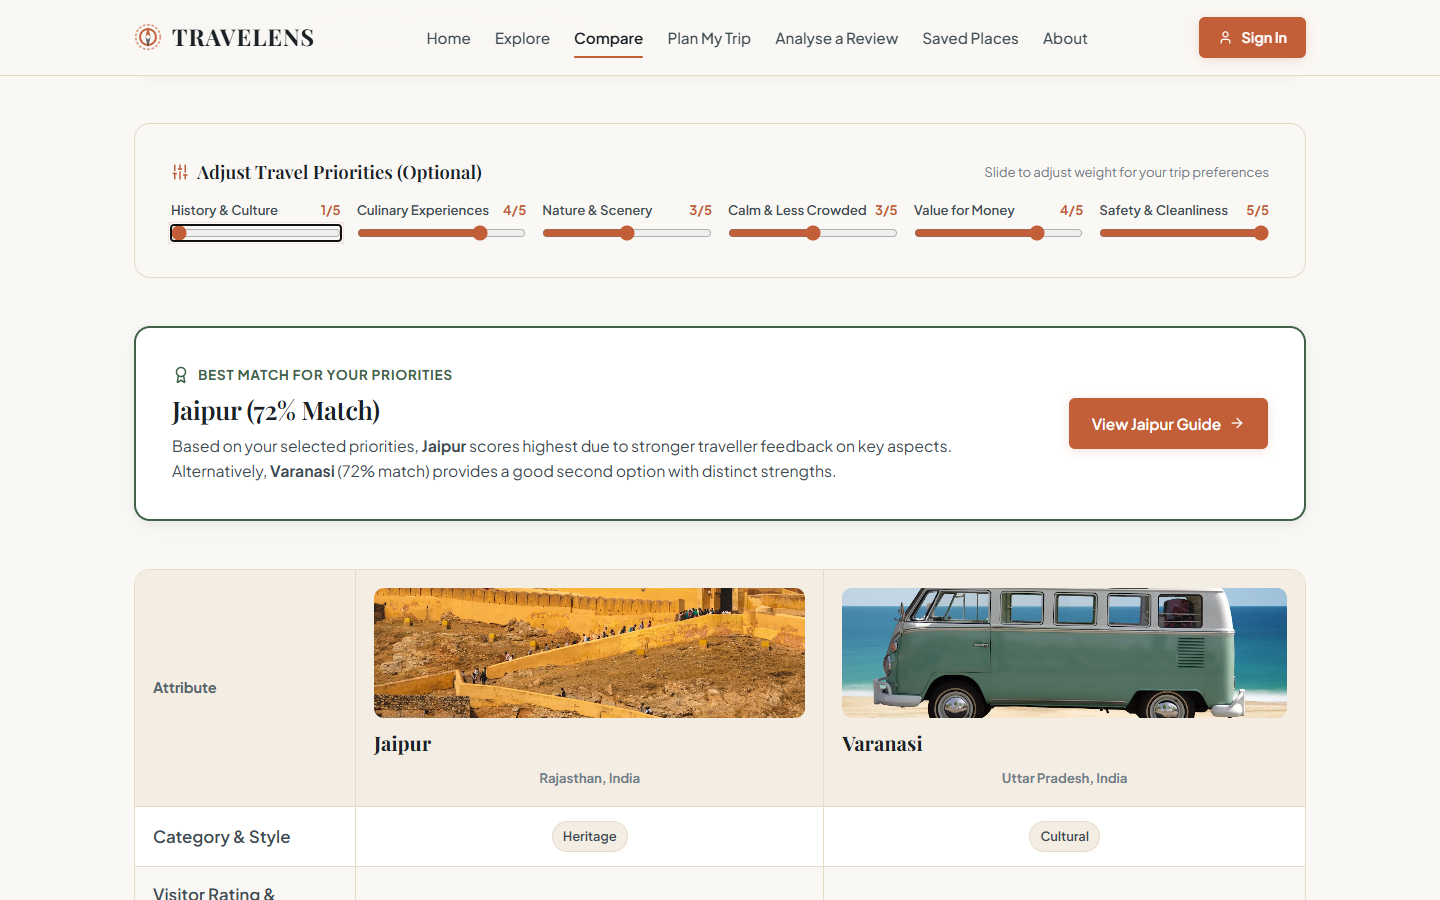 TRAVELENS
Home Explore Compare Plan My Trip Analyse a Review Saved Places About
Sign In
Adjust Travel Priorities (Optional)
Slide to adjust weight for your trip preferences
History & Culture 1/5
Culinary Experiences 4/5
Nature & Scenery 3/5
Calm & Less Crowded 3/5
Value for Money 4/5
Safety & Cleanliness 5/5
BEST MATCH FOR YOUR PRIORITIES
Jaipur (72% Match)
Based on your selected priorities, Jaipur scores highest due to stronger traveller feedback on key aspects.
Alternatively, Varanasi (72% match) provides a good second option with distinct strengths.
View Jaipur Guide
Attribute
Jaipur
Rajasthan, India
Varanasi
Uttar Pradesh, India
Category & Style
Heritage
Cultural
Visitor Rating &